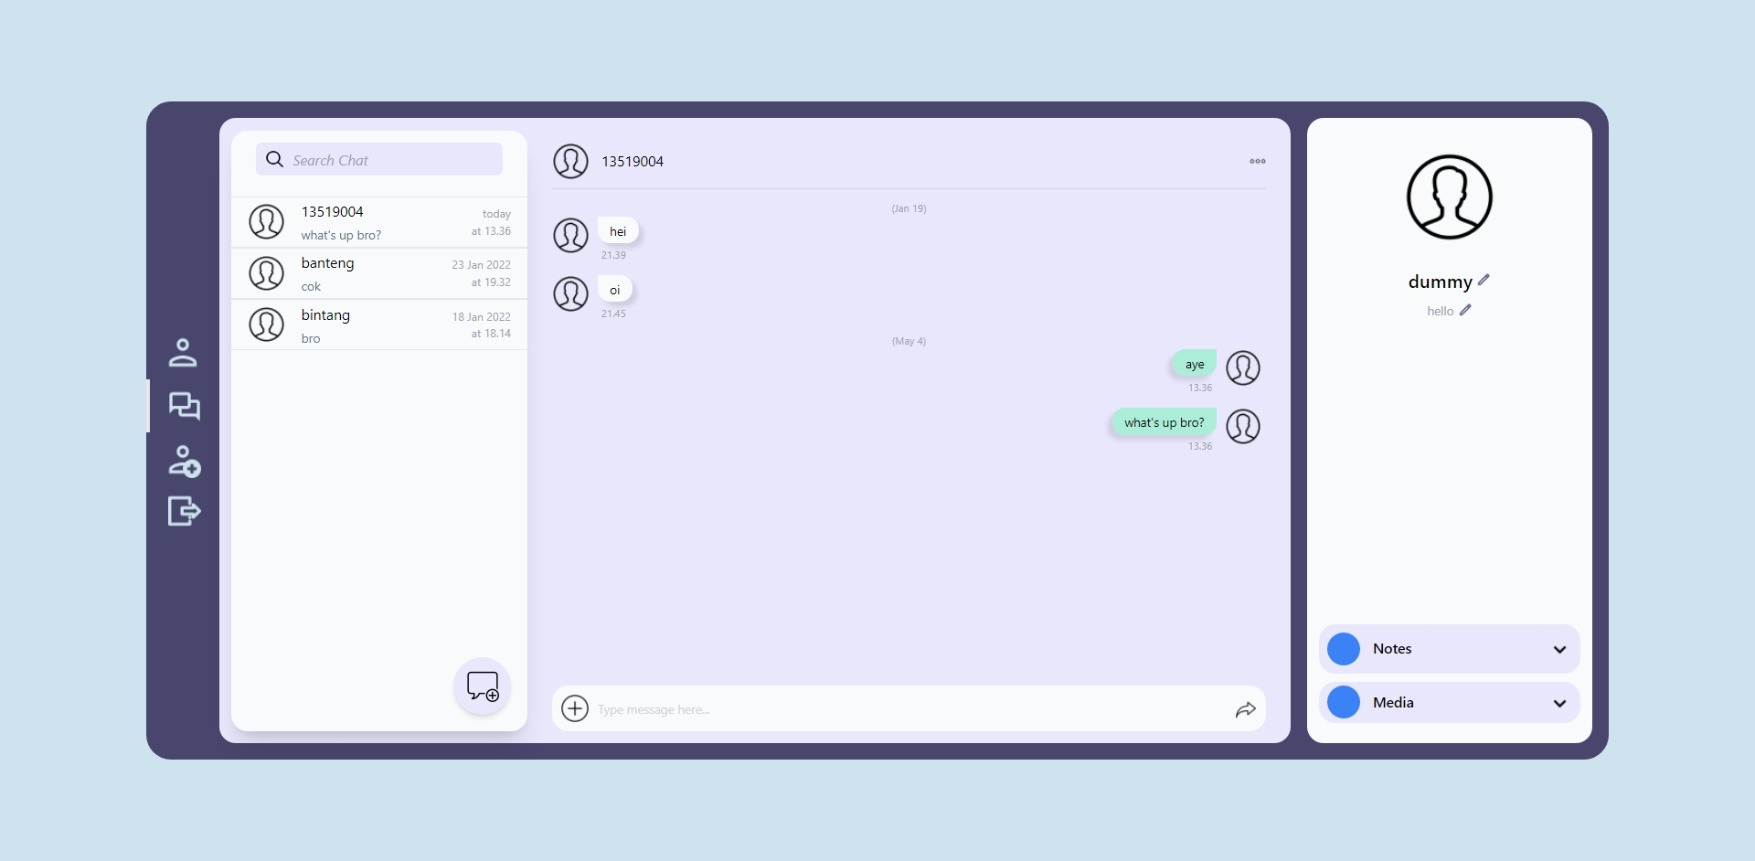 Search Chat
13519004
today
what's up bro?
at 13.36
banteng
23 Jan 2022
cok
at 19.32
bintang
18 Jan 2022
bro
at 18.14
13519004
(Jan 19)
hei
21.39
oi
21.45
(May 4)
aye
13.36
what's up bro?
13.36
Type message here...
dummy
hello
Notes
Media